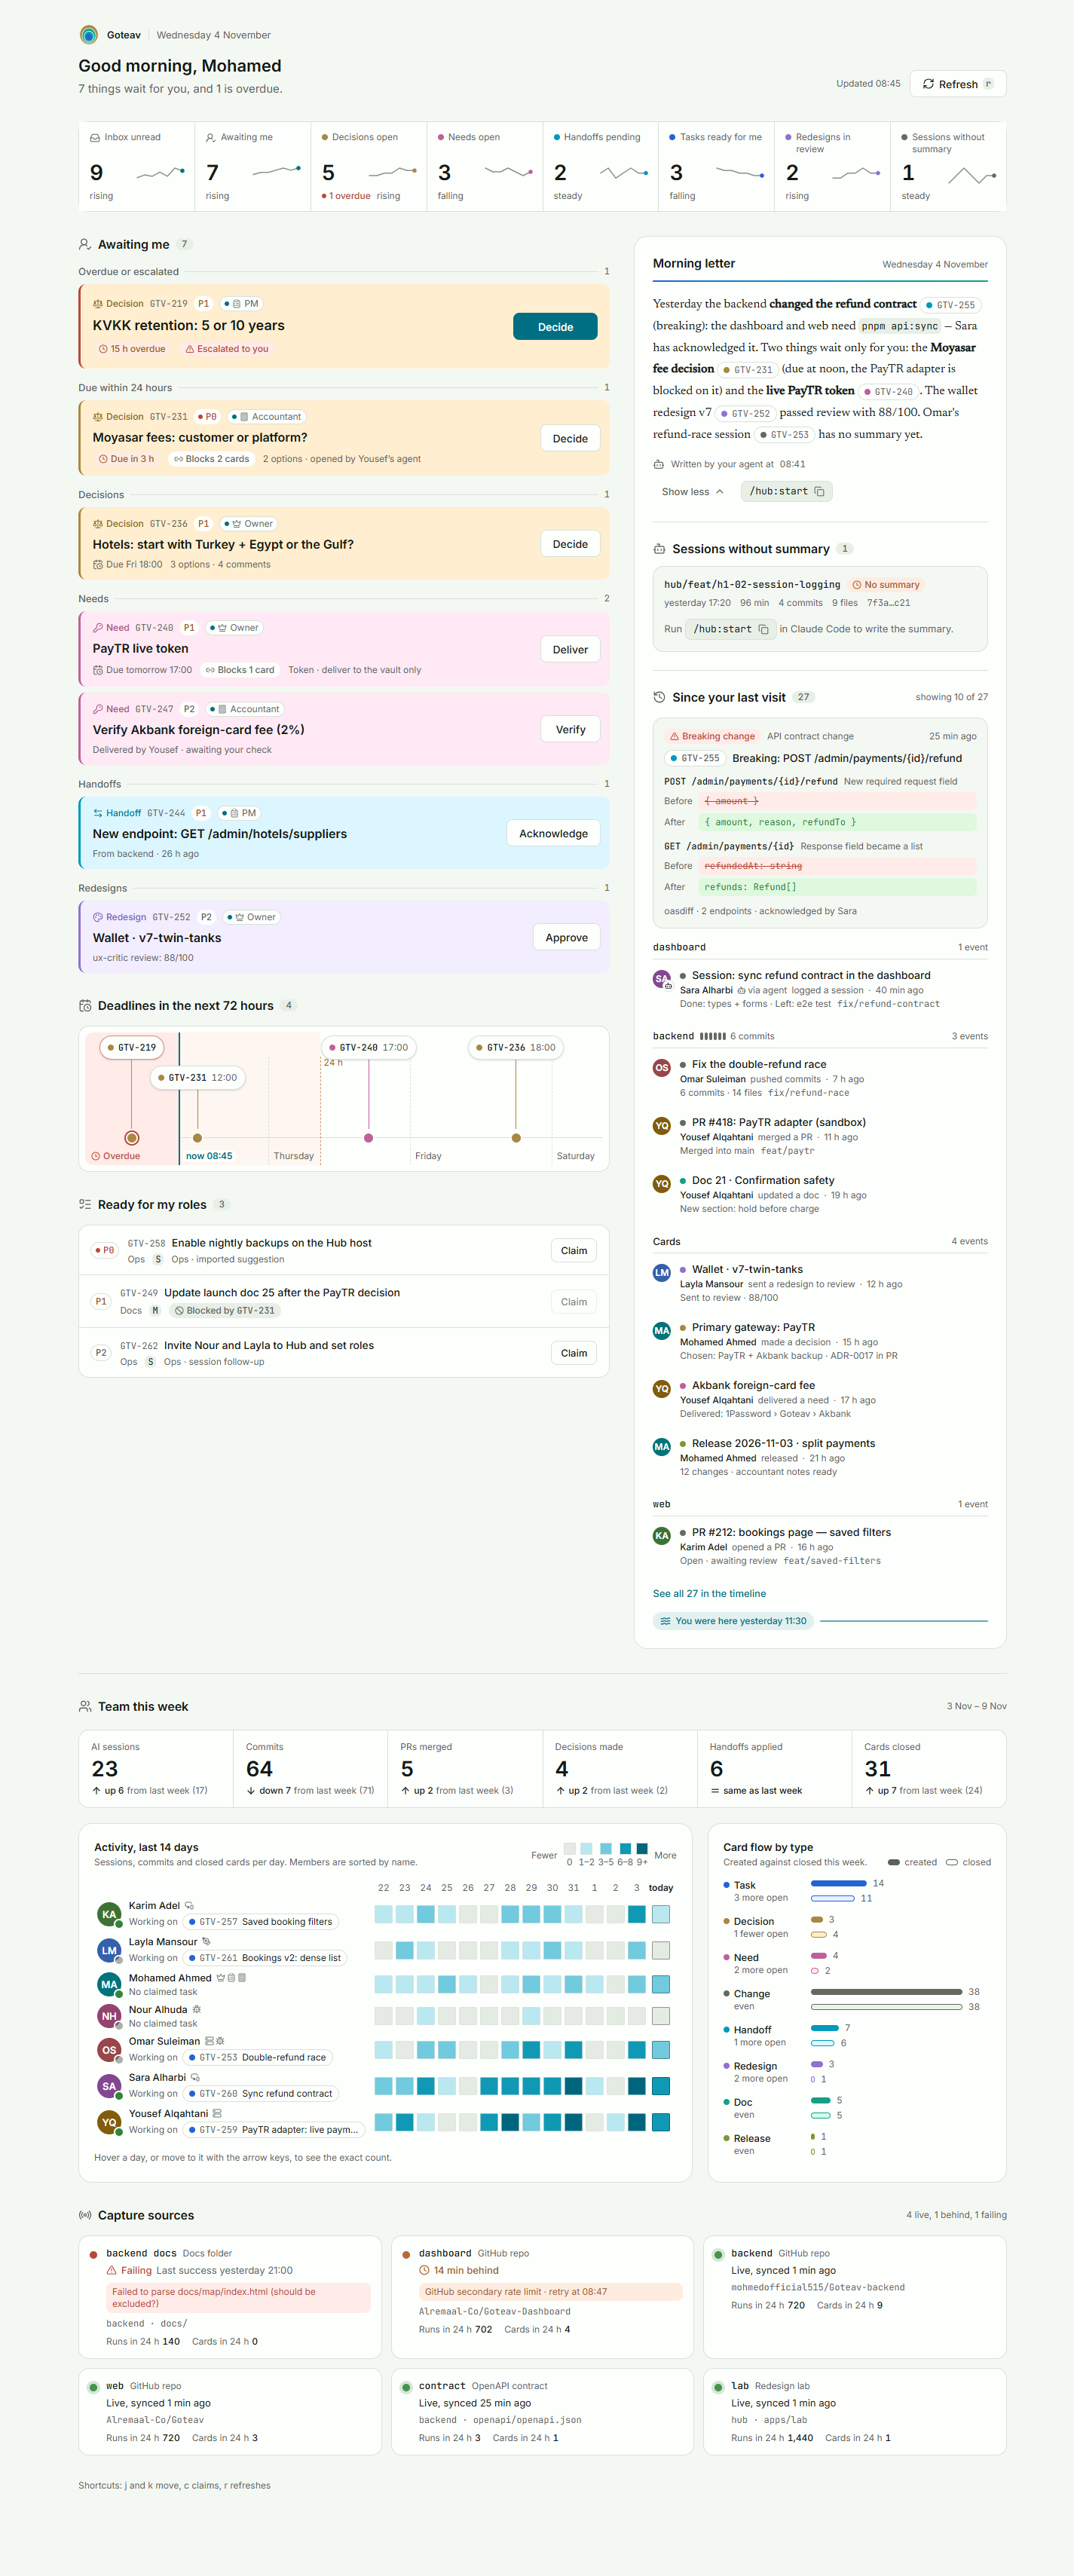 Goteav | Wednesday 4 November
Good morning, Mohamed
7 things wait for you, and 1 is overdue.
Updated 08:45
Refresh r
Inbox unread
9
rising
Awaiting me
7
rising
Decisions open
5
1 overdue rising
Needs open
3
falling
Handoffs pending
2
steady
Tasks ready for me
3
falling
Redesigns in
review
2
rising
Sessions without
summary
1
steady
Awaiting me 7
Overdue or escalated 1
Decision GTV-219 P1 PM
KVKK retention: 5 or 10 years
15 h overdue Escalated to you
Decide
Due within 24 hours 1
Decision GTV-231 P0 Accountant
Moyasar fees: customer or platform?
Due in 3 h Blocks 2 cards 2 options · opened by Yousef's agent
Decide
Decisions 1
Decision GTV-236 P1 Owner
Hotels: start with Turkey + Egypt or the Gulf?
Due Fri 18:00 3 options · 4 comments
Decide
Needs 2
Need GTV-240 P1 Owner
PayTR live token
Due tomorrow 17:00 Blocks 1 card Token · deliver to the vault only
Deliver
Need GTV-247 P2 Accountant
Verify Akbank foreign-card fee (2%)
Delivered by Yousef · awaiting your check
Verify
Handoffs 1
Handoff GTV-244 P1 PM
New endpoint: GET /admin/hotels/suppliers
From backend · 26 h ago
Acknowledge
Redesigns 1
Redesign GTV-252 P2 Owner
Wallet · v7-twin-tanks
ux-critic review: 88/100
Approve
Deadlines in the next 72 hours 4
GTV-219
GTV-240 17:00
GTV-236 18:00
24 h
GTV-231 12:00
Overdue
now 08:45
Thursday
Friday
Saturday
Ready for my roles 3
P0 GTV-258 Enable nightly backups on the Hub host
Ops S Ops · imported suggestion
Claim
P1 GTV-249 Update launch doc 25 after the PayTR decision
Docs M Blocked by GTV-231
Claim
P2 GTV-262 Invite Nour and Layla to Hub and set roles
Ops S Ops · session follow-up
Claim
Morning letter
Wednesday 4 November
Yesterday the backend changed the refund contract GTV-255
(breaking): the dashboard and web need pnpm api:sync — Sara
has acknowledged it. Two things wait only for you: the Moyasar
fee decision GTV-231 (due at noon, the PayTR adapter is
blocked on it) and the live PayTR token GTV-240. The wallet
redesign v7 GTV-252 passed review with 88/100. Omar's
refund-race session GTV-253 has no summary yet.
Written by your agent at 08:41
Show less /hub:start
Sessions without summary 1
hub/feat/h1-02-session-logging No summary
yesterday 17:20 96 min 4 commits 9 files 7f3a…c21
Run /hub:start in Claude Code to write the summary.
Since your last visit 27
showing 10 of 27
Breaking change API contract change 25 min ago
GTV-255 Breaking: POST /admin/payments/{id}/refund
POST /admin/payments/{id}/refund New required request field
Before { amount }
After { amount, reason, refundTo }
GET /admin/payments/{id} Response field became a list
Before refundedAt: string
After refunds: Refund[]
oasdiff · 2 endpoints · acknowledged by Sara
dashboard 1 event
SA Session: sync refund contract in the dashboard
Sara Alharbi via agent logged a session · 40 min ago
Done: types + forms · Left: e2e test fix/refund-contract
backend 6 commits 3 events
OS Fix the double-refund race
Omar Suleiman pushed commits · 7 h ago
6 commits · 14 files fix/refund-race
YQ PR #418: PayTR adapter (sandbox)
Yousef Alqahtani merged a PR · 11 h ago
Merged into main feat/paytr
YQ Doc 21 · Confirmation safety
Yousef Alqahtani updated a doc · 19 h ago
New section: hold before charge
Cards 4 events
LM Wallet · v7-twin-tanks
Layla Mansour sent a redesign to review · 12 h ago
Sent to review · 88/100
MA Primary gateway: PayTR
Mohamed Ahmed made a decision · 15 h ago
Chosen: PayTR + Akbank backup · ADR-0017 in PR
YQ Akbank foreign-card fee
Yousef Alqahtani delivered a need · 17 h ago
Delivered: 1Password › Goteav › Akbank
MA Release 2026-11-03 · split payments
Mohamed Ahmed released · 21 h ago
12 changes · accountant notes ready
web 1 event
KA PR #212: bookings page — saved filters
Karim Adel opened a PR · 16 h ago
Open · awaiting review feat/saved-filters
See all 27 in the timeline
You were here yesterday 11:30
Team this week
3 Nov – 9 Nov
AI sessions
23
up 6 from last week (17)
Commits
64
down 7 from last week (71)
PRs merged
5
up 2 from last week (3)
Decisions made
4
up 2 from last week (2)
Handoffs applied
6
same as last week
Cards closed
31
up 7 from last week (24)
Activity, last 14 days
Sessions, commits and closed cards per day. Members are sorted by name.
Fewer 0 1–2 3–5 6–8 9+ More
22 23 24 25 26 27 28 29 30 31 1 2 3 today
KA Karim Adel
Working on GTV-257 Saved booking filters
LM Layla Mansour
Working on GTV-261 Bookings v2: dense list
MA Mohamed Ahmed
No claimed task
NH Nour Alhuda
No claimed task
OS Omar Suleiman
Working on GTV-253 Double-refund race
SA Sara Alharbi
Working on GTV-260 Sync refund contract
YQ Yousef Alqahtani
Working on GTV-259 PayTR adapter: live paym…
Hover a day, or move to it with the arrow keys, to see the exact count.
Card flow by type
Created against closed this week. created closed
Task 14
3 more open 11
Decision 3
1 fewer open 4
Need 4
2 more open 2
Change 38
even 38
Handoff 7
1 more open 6
Redesign 3
2 more open 1
Doc 5
even 5
Release 1
even 1
Capture sources
4 live, 1 behind, 1 failing
backend docs Docs folder
Failing Last success yesterday 21:00
Failed to parse docs/map/index.html (should be
excluded?)
backend · docs/
Runs in 24 h 140 Cards in 24 h 0
dashboard GitHub repo
14 min behind
GitHub secondary rate limit · retry at 08:47
Alremaal-Co/Goteav-Dashboard
Runs in 24 h 702 Cards in 24 h 4
backend GitHub repo
Live, synced 1 min ago
mohmedofficial515/Goteav-backend
Runs in 24 h 720 Cards in 24 h 9
web GitHub repo
Live, synced 1 min ago
Alremaal-Co/Goteav
Runs in 24 h 720 Cards in 24 h 3
contract OpenAPI contract
Live, synced 25 min ago
backend · openapi/openapi.json
Runs in 24 h 3 Cards in 24 h 1
lab Redesign lab
Live, synced 1 min ago
hub · apps/lab
Runs in 24 h 1,440 Cards in 24 h 1
Shortcuts: j and k move, c claims, r refreshes